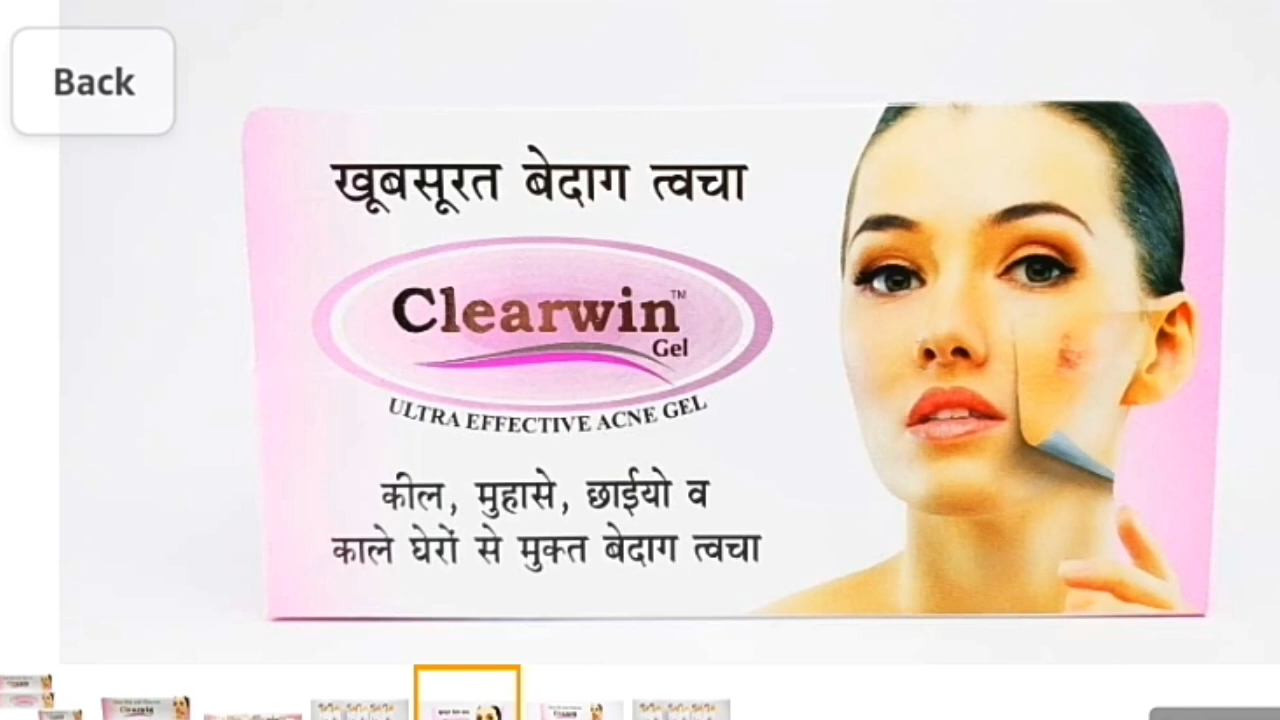 Back
खूबसूरत बेदाग त्वचा
Clearwin™
Gel
ULTRA EFFECTIVE ACNE GEL
कील, मुहासे, छाईयो व
काले घेरों से मुक्त बेदाग त्वचा